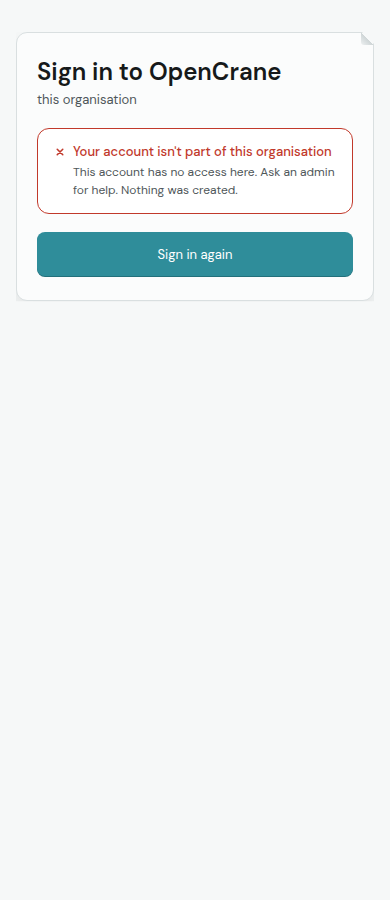 Sign in to OpenCrane
this organisation
Your account isn't part of this organisation
This account has no access here. Ask an admin
for help. Nothing was created.
Sign in again